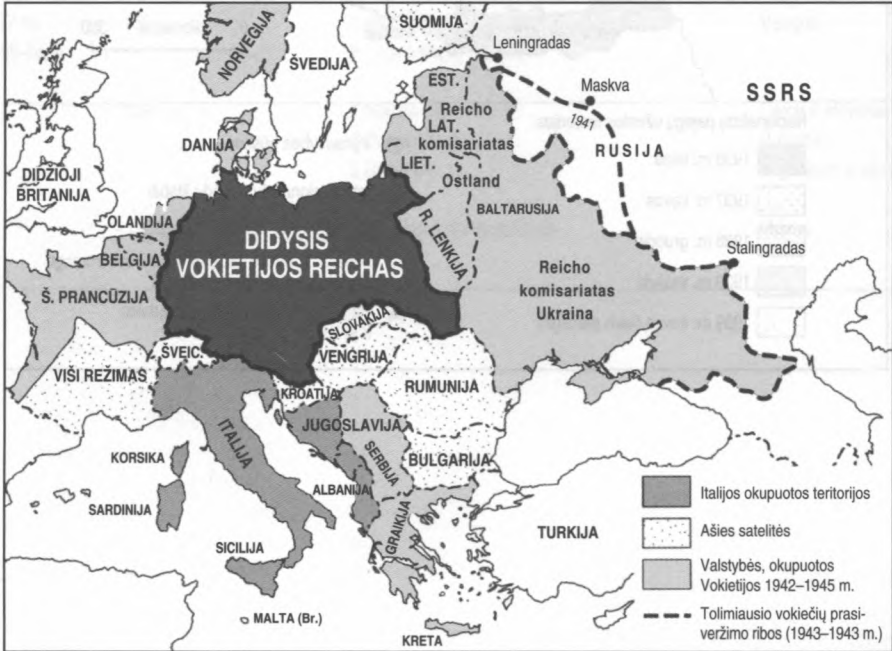 SUOMIJA
NORVEGIJA
ŠVEDIJA
Leningradas
Maskva
SSRS
1941
RUSIJA
EST.
Reicho
LAT.
komisariatas
LIET.
Ostland
DANIJA
DIDŽIOJI
BRITANIJA
OLANDIJA
BELGIJA
Š. PRANCŪZIJA
DIDYSIS
VOKIETIJOS REICHAS
R. LENKIJA
BALTARUSIJA
Stalingradas
Reicho
komisariatas
Ukraina
VIŠI REŽIMAS
ŠVEIC.
SLOVAKIJA
VENGRIJA
KROATIJA
RUMUNIJA
JUGOSLAVIJA
SERBIJA
BULGARIJA
ITALIJA
KORSIKA
SARDINIJA
ALBANIJA
GRAIKIJA
SICILIJA
MALTA (Br.)
KRETA
TURKIJA
Italijos okupuotos teritorijos
Ašies satelitės
Valstybės, okupuotos
Vokietijos 1942–1945 m.
Tolimiausio vokiečių prasi-
veržimo ribos (1943–1943 m.)